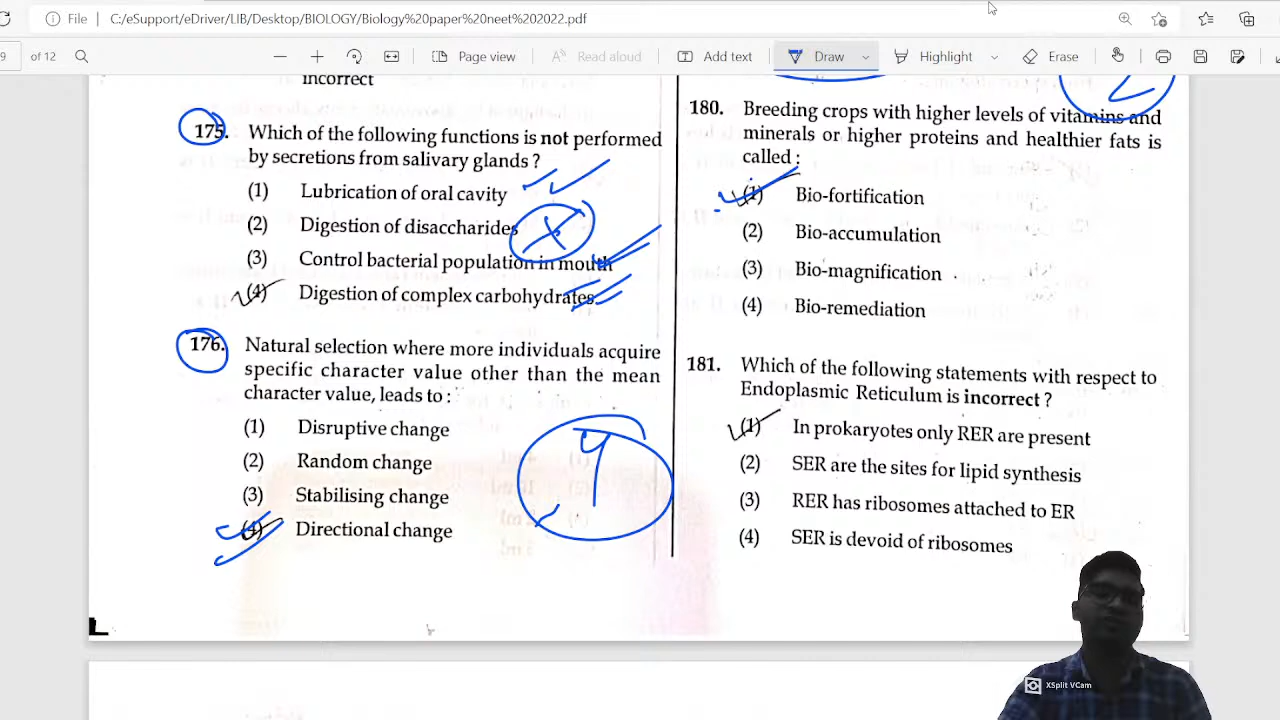 File
C:/eSupport/eDriver/LIB/Desktop/BIOLOGY/Biology%20paper%20neet%202022.pdf
9 of 12
Page view
Read aloud
Add text
Draw
Highlight
Erase
incorrect
175. Which of the following functions is not performed
by secretions from salivary glands ?
(1) Lubrication of oral cavity
(2) Digestion of disaccharides
(3) Control bacterial population in mouth
(4) Digestion of complex carbohydrates
176. Natural selection where more individuals acquire
specific character value other than the mean
character value, leads to :
(1) Disruptive change
(2) Random change
(3) Stabilising change
(4) Directional change
4
L
2
180. Breeding crops with higher levels of vitamins and
minerals or higher proteins and healthier fats is
called :
(1) Bio-fortification
(2) Bio-accumulation
(3) Bio-magnification
(4) Bio-remediation
181. Which of the following statements with respect to
Endoplasmic Reticulum is incorrect ?
(1) In prokaryotes only RER are present
(2) SER are the sites for lipid synthesis
(3) RER has ribosomes attached to ER
(4) SER is devoid of ribosomes
XSplit VCam